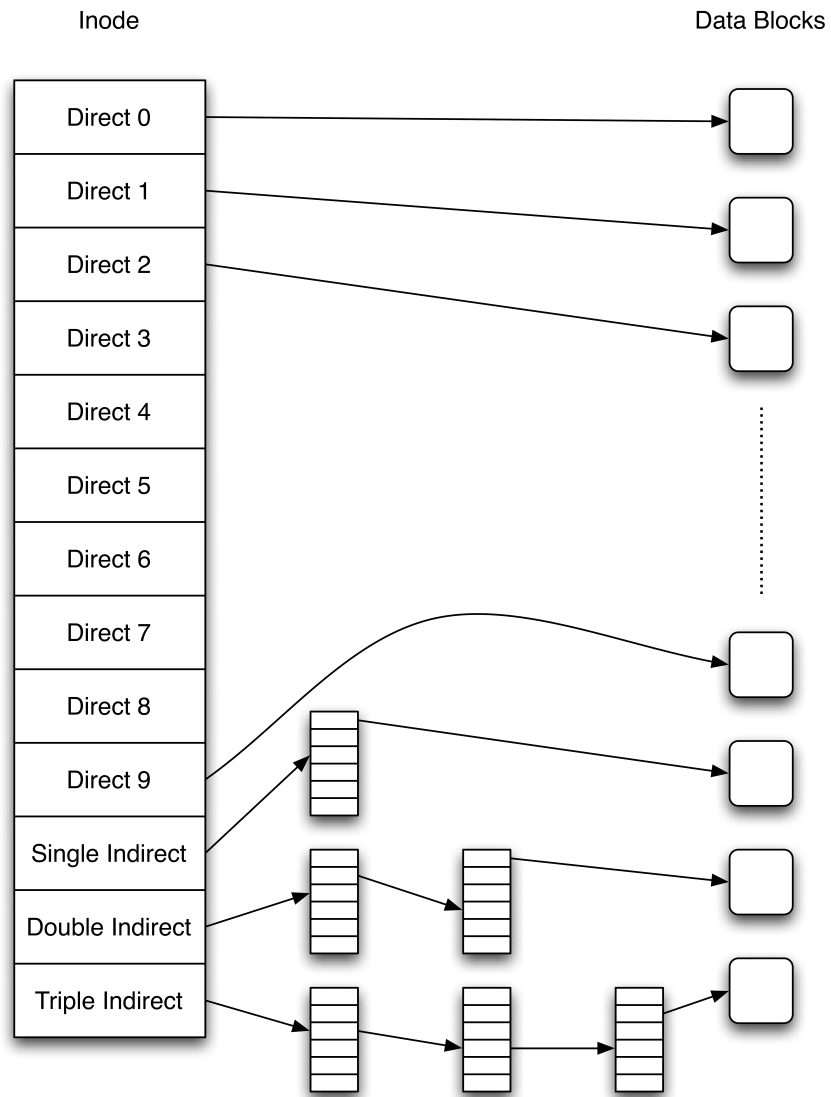 Inode
Data Blocks
Direct 0
Direct 1
Direct 2
Direct 3
Direct 4
Direct 5
Direct 6
Direct 7
Direct 8
Direct 9
Single Indirect
Double Indirect
Triple Indirect